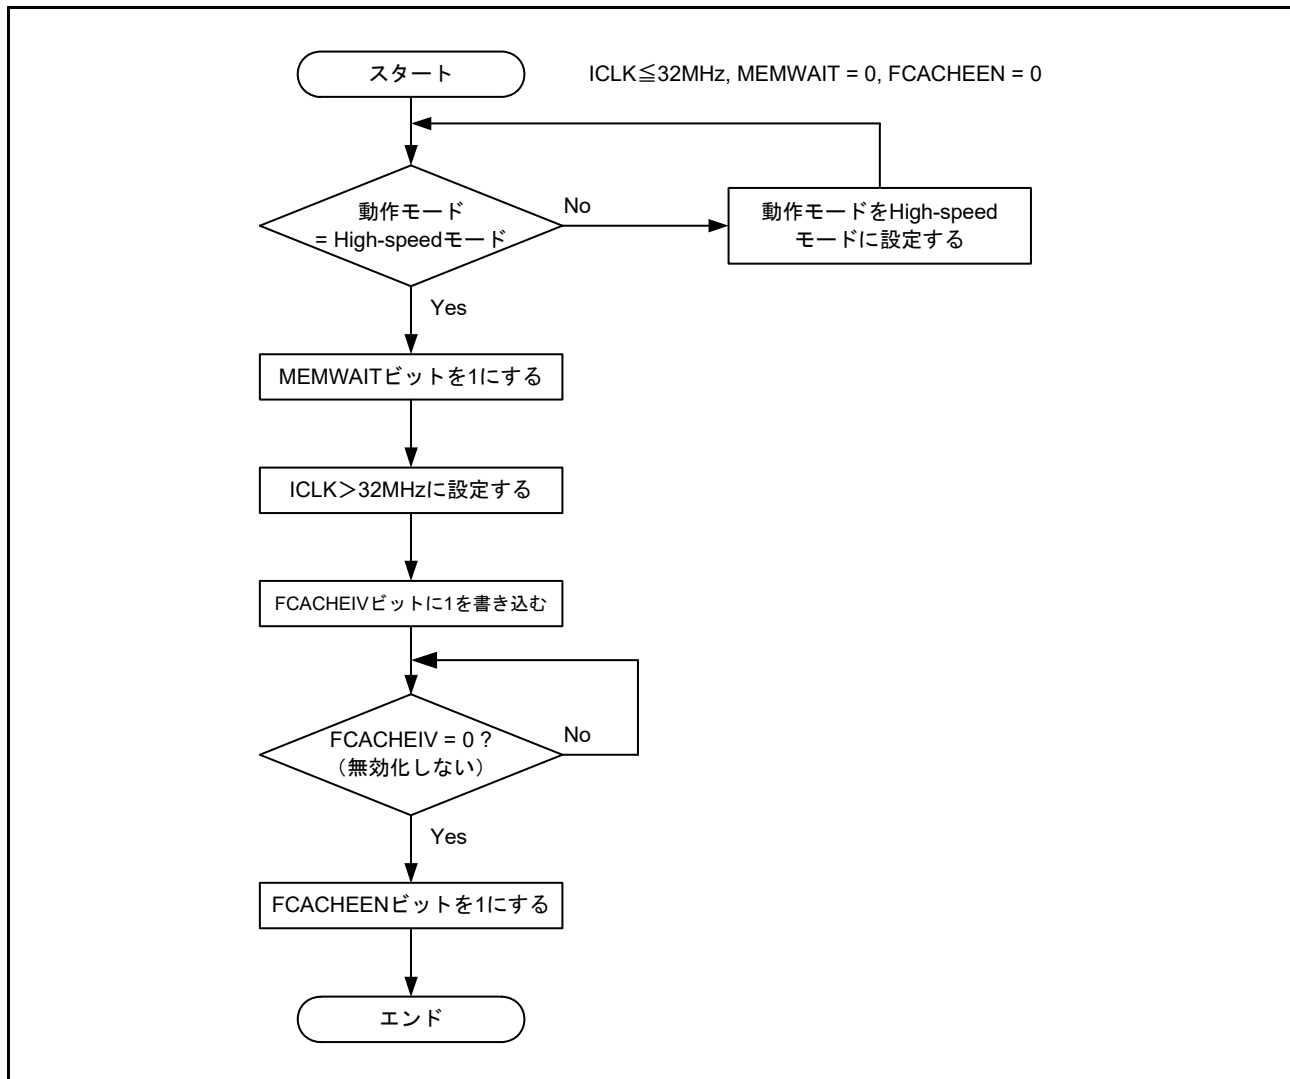 スタート
ICLK≦32MHz, MEMWAIT = 0, FCACHEEN = 0
動作モード
= High-speedモード
No
動作モードをHigh-speed
モードに設定する
Yes
MEMWAITビットを1にする
ICLK＞32MHzに設定する
FCACHEIVビットに1を書き込む
FCACHEIV = 0 ?
（無効化しない）
No
Yes
FCACHEENビットを1にする
エンド